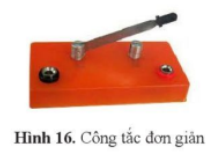 Hình 16. Công tắc đơn giản